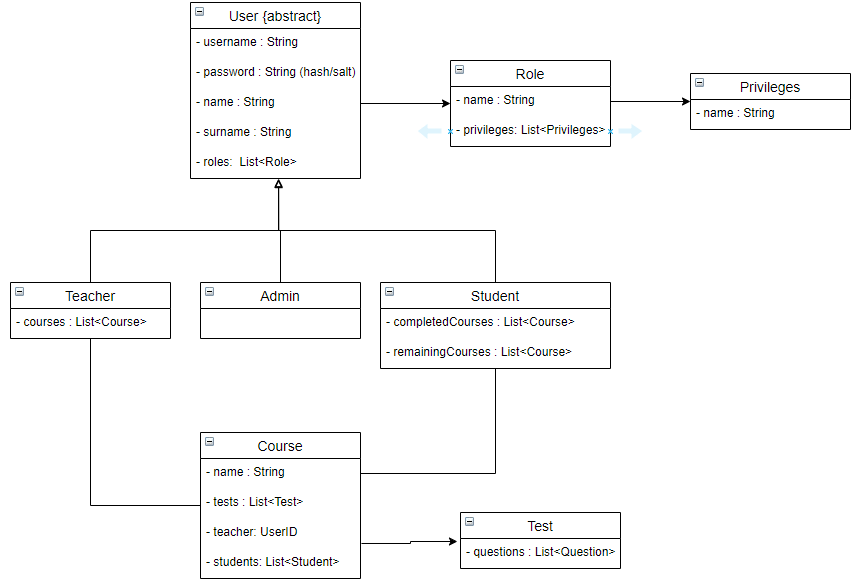 User {abstract}
- username : String
- password : String (hash/salt)
- name : String
- surname : String
- roles:  List<Role>
Role
- name : String
- privileges: List<Privileges>
Privileges
- name : String
Teacher
- courses : List<Course>
Admin
Student
- completedCourses : List<Course>
- remainingCourses : List<Course>
Course
- name : String
- tests : List<Test>
- teacher: UserID
- students: List<Student>
Test
- questions : List<Question>